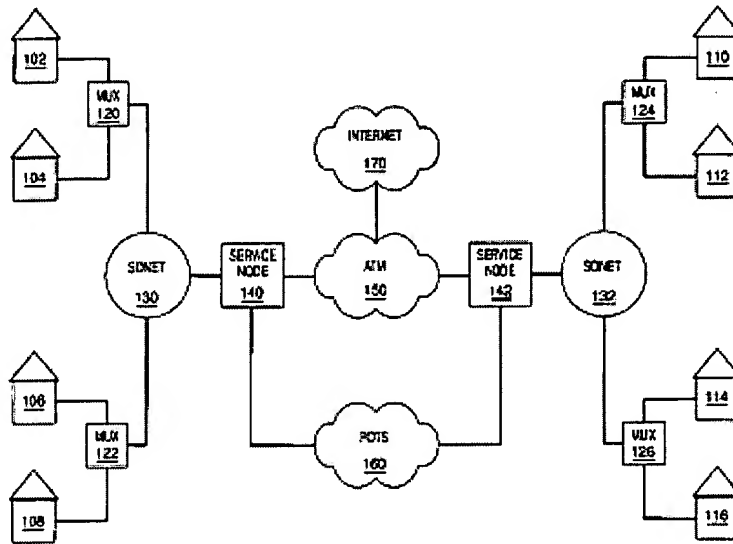 102
110
MUX
120
MUX
124
INTERNET
170
104
112
SONET
130
SERVICE
NODE
140
ATM
150
SERVICE
NODE
142
SONET
132
106
114
MUX
122
POTS
160
MUX
126
108
116